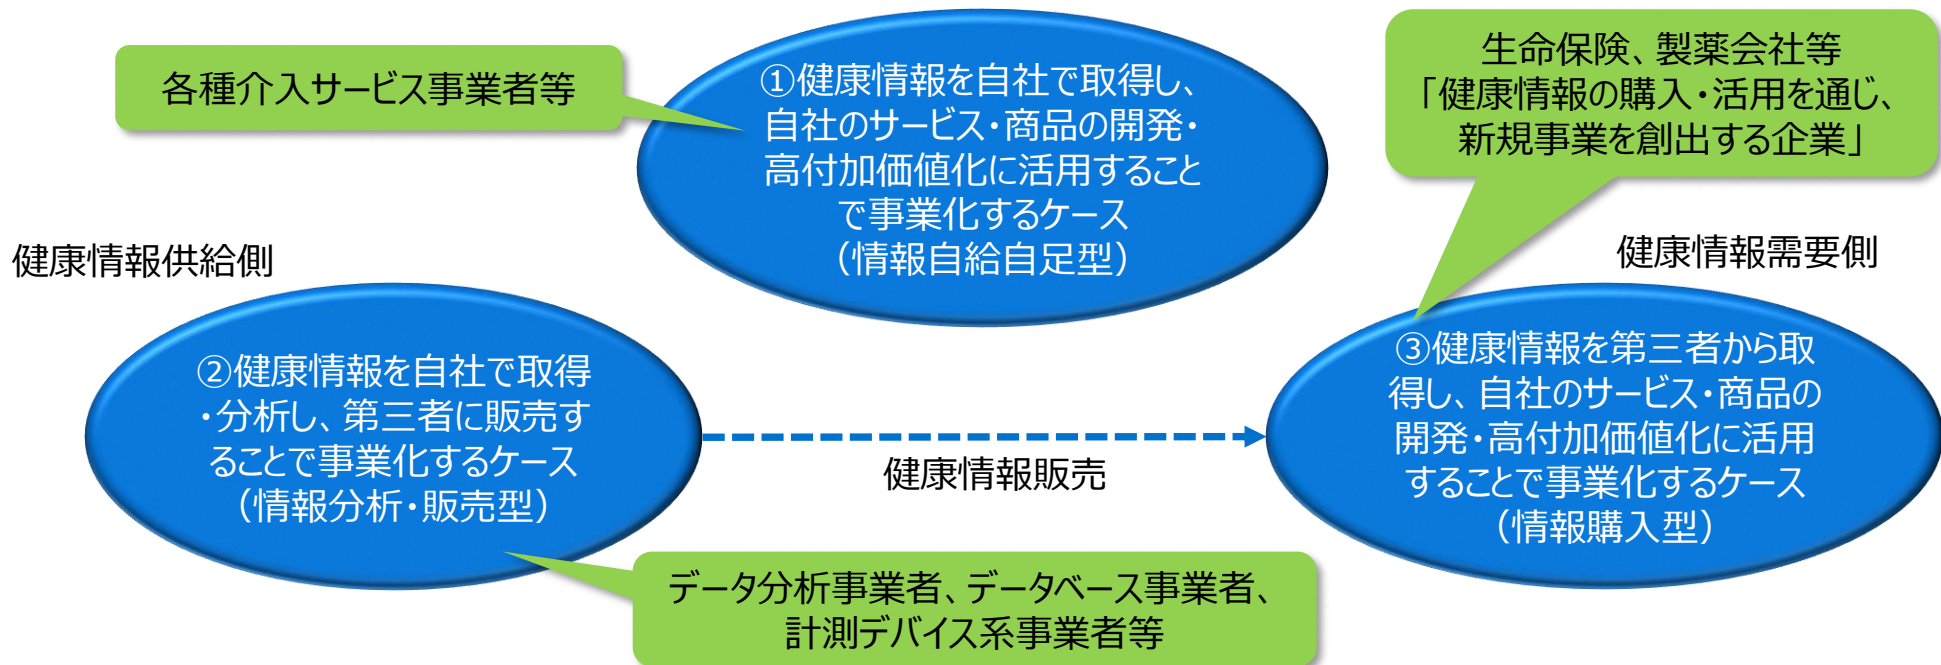 各種介入サービス事業者等
①健康情報を自社で取得し、
自社のサービス・商品の開発・
高付加価値化に活用すること
で事業化するケース
（情報自給自足型）
生命保険、製薬会社等
「健康情報の購入・活用を通じ、
新規事業を創出する企業」
健康情報供給側
健康情報需要側
②健康情報を自社で取得
・分析し、第三者に販売す
ることで事業化するケース
（情報分析・販売型）
健康情報販売
③健康情報を第三者から取
得し、自社のサービス・商品の
開発・高付加価値化に活用
することで事業化するケース
（情報購入型）
データ分析事業者、データベース事業者、
計測デバイス系事業者等